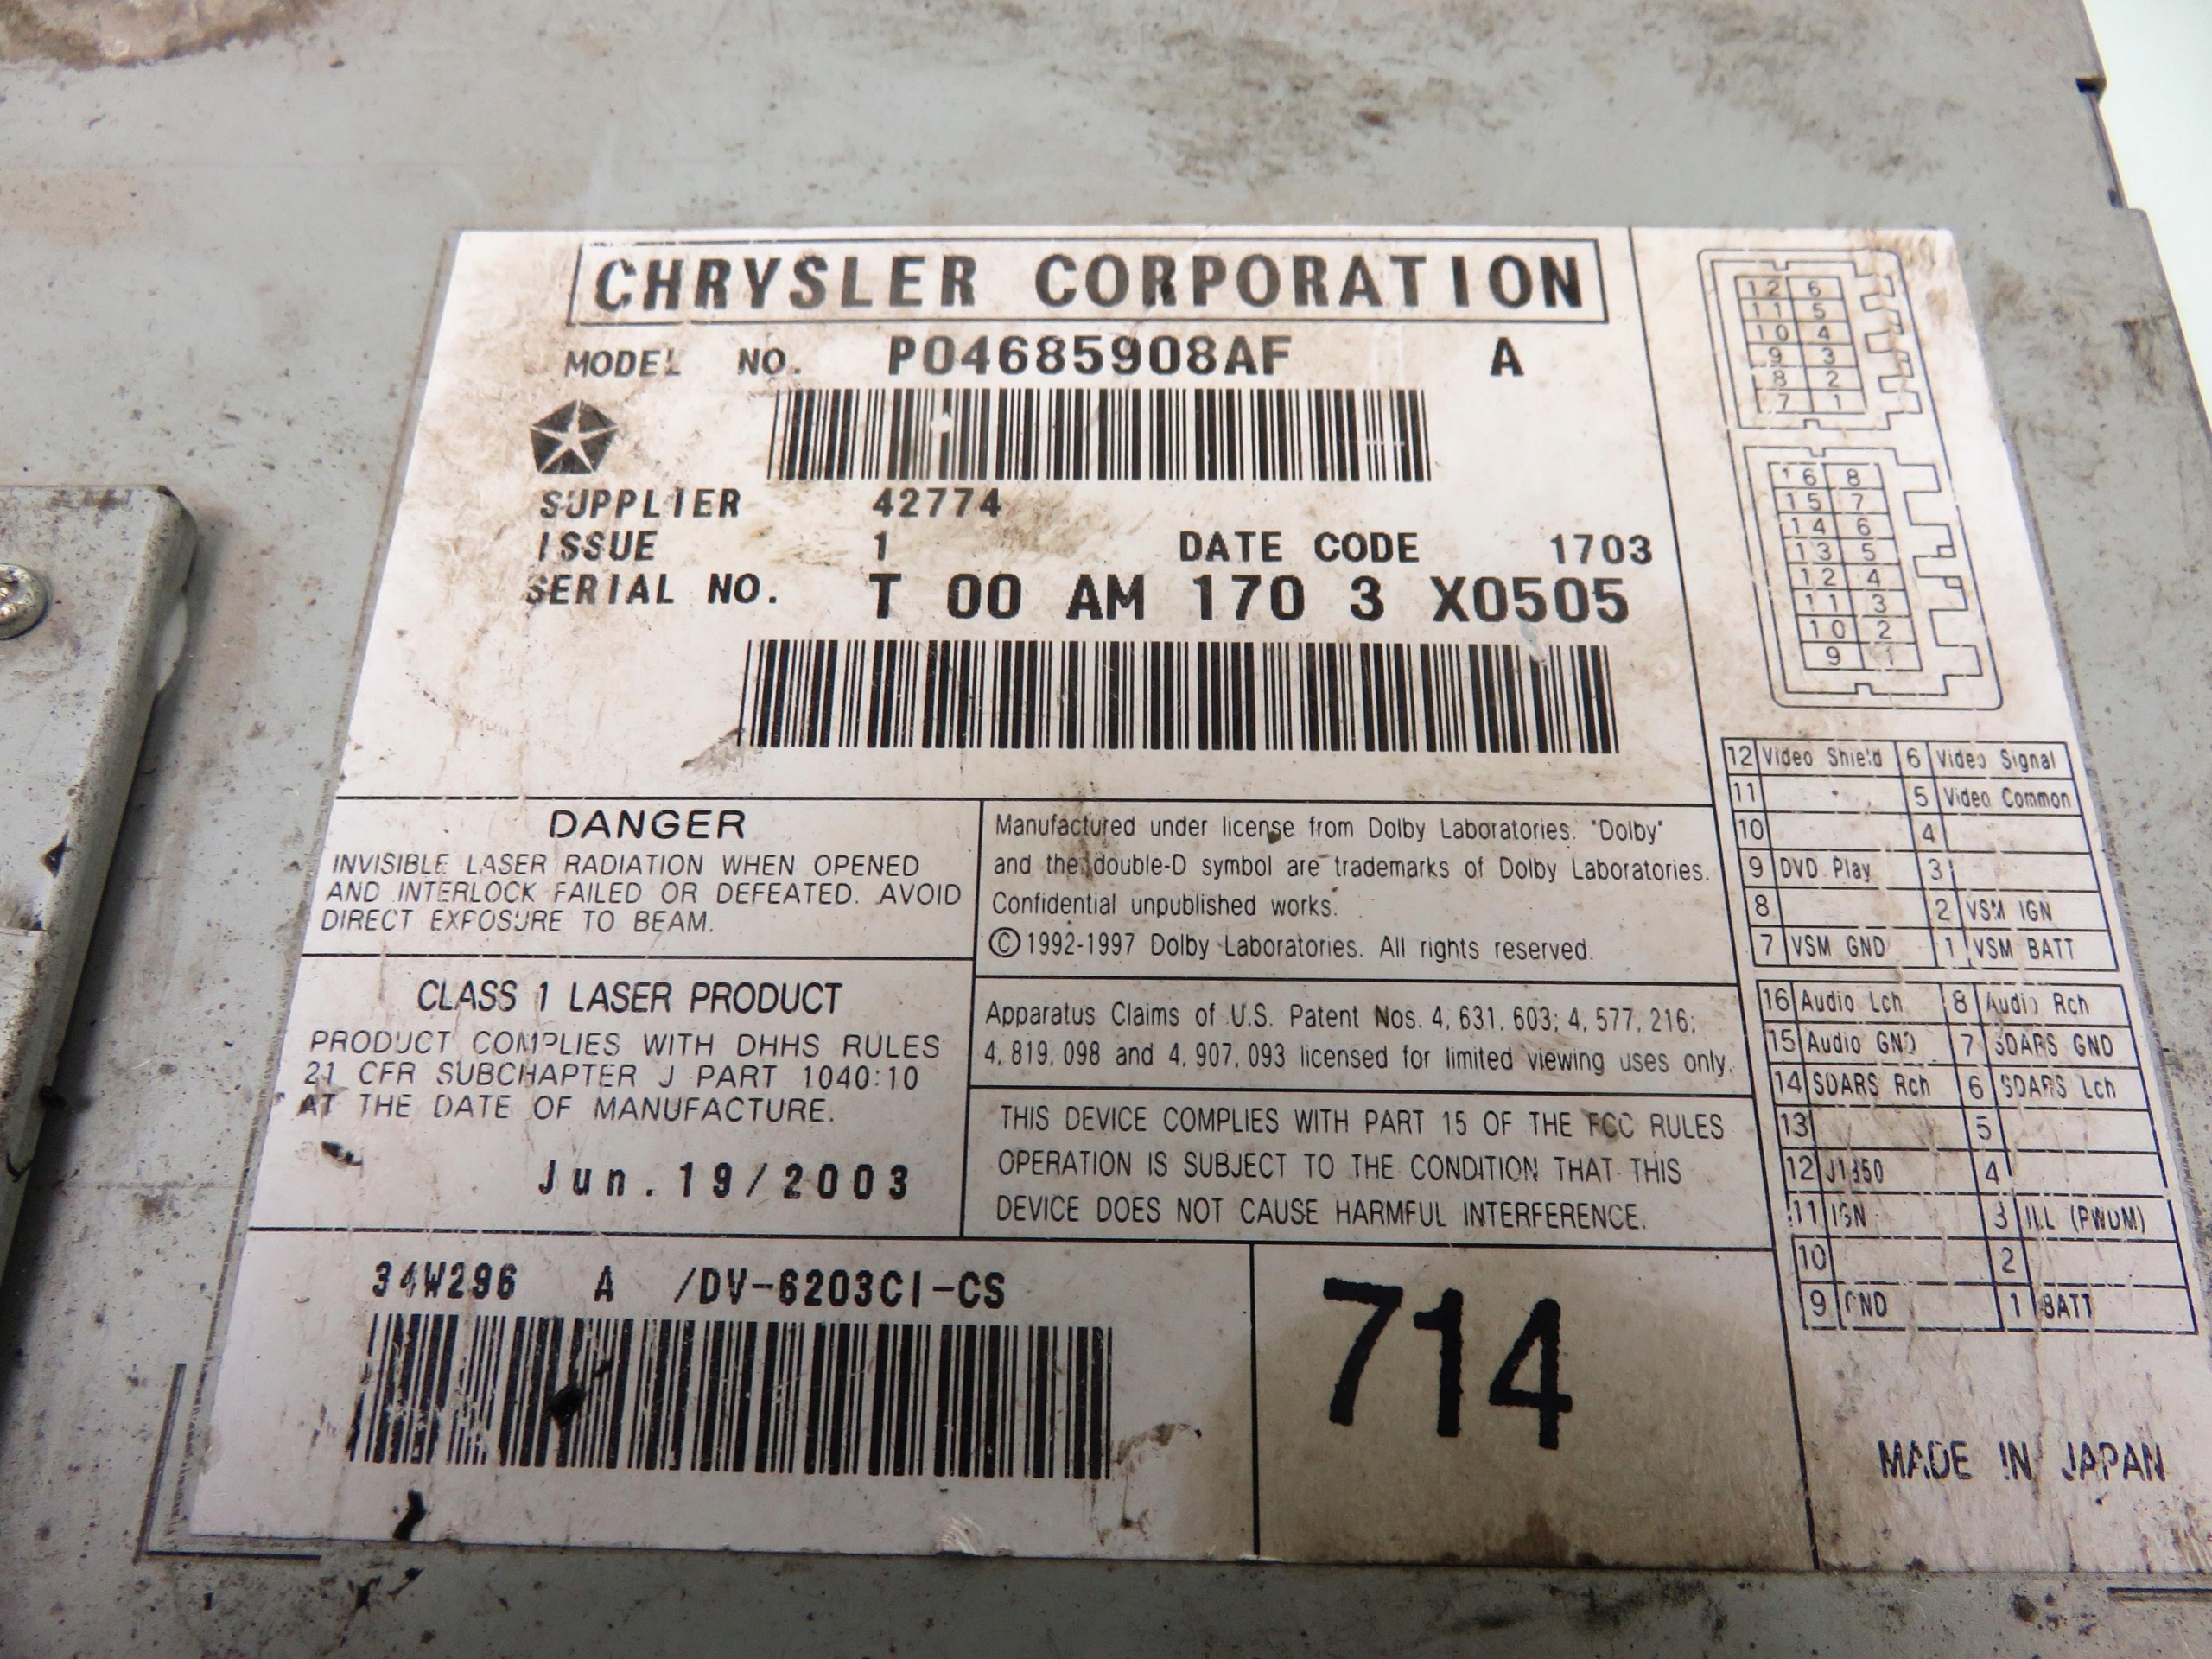 CHRYSLER CORPORATION
MODEL NO. P04685908AF A
SUPPLIER 42774
ISSUE 1 DATE CODE 1703
SERIAL NO. T 00 AM 170 3 X0505
DANGER
INVISIBLE LASER RADIATION WHEN OPENED
AND INTERLOCK FAILED OR DEFEATED. AVOID
DIRECT EXPOSURE TO BEAM.
CLASS 1 LASER PRODUCT
PRODUCT COMPLIES WITH DHHS RULES
21 CFR SUBCHAPTER J PART 1040:10
AT THE DATE OF MANUFACTURE.
Jun. 19/2003
Manufactured under license from Dolby Laboratories. "Dolby"
and the double-D symbol are trademarks of Dolby Laboratories.
Confidential unpublished works.
©1992-1997 Dolby Laboratories. All rights reserved.
Apparatus Claims of U.S. Patent Nos. 4,631,603; 4,577,216;
4,819,098 and 4,907,093 licensed for limited viewing uses only.
THIS DEVICE COMPLIES WITH PART 15 OF THE FCC RULES
OPERATION IS SUBJECT TO THE CONDITION THAT THIS
DEVICE DOES NOT CAUSE HARMFUL INTERFERENCE.
34W296 A /DV-6203CI-CS
714
12 6
11 5
10 4
9 3
8 2
7 1
16 8
15 7
14 6
13 5
12 4
11 3
10 2
9 1
12 Video Shield 6 Video Signal
11 5 Video Common
10 4
9 DVD Play 3
8 2 VSM IGN
7 VSM GND 1 VSM BATT
16 Audio Lch 8 Audio Rch
15 Audio GND 7 SDARS GND
14 SDARS Rch 6 SDARS Lch
13 5
12 J1850 4
11 IGN 3 ILL (PWDM)
10 2
9 GND 1 BATT
MADE IN JAPAN